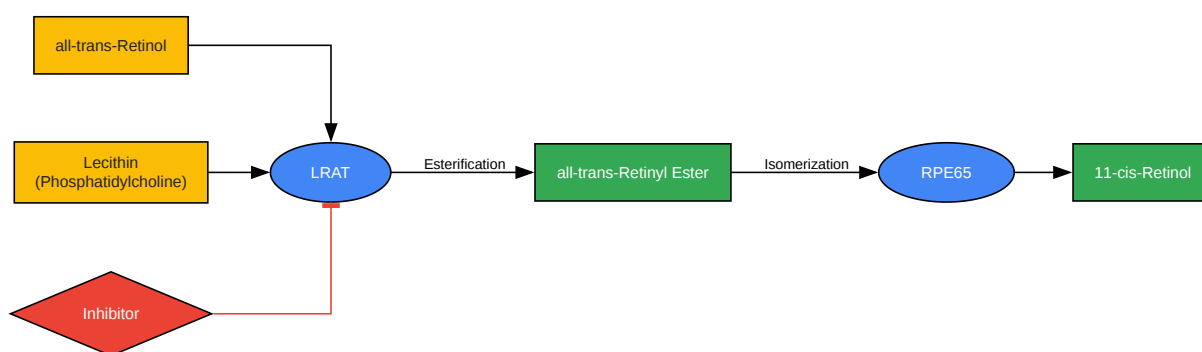 all-trans-Retinol
Lecithin
(Phosphatidylcholine)
LRAT
Esterification
all-trans-Retinyl Ester
Isomerization
RPE65
11-cis-Retinol
Inhibitor